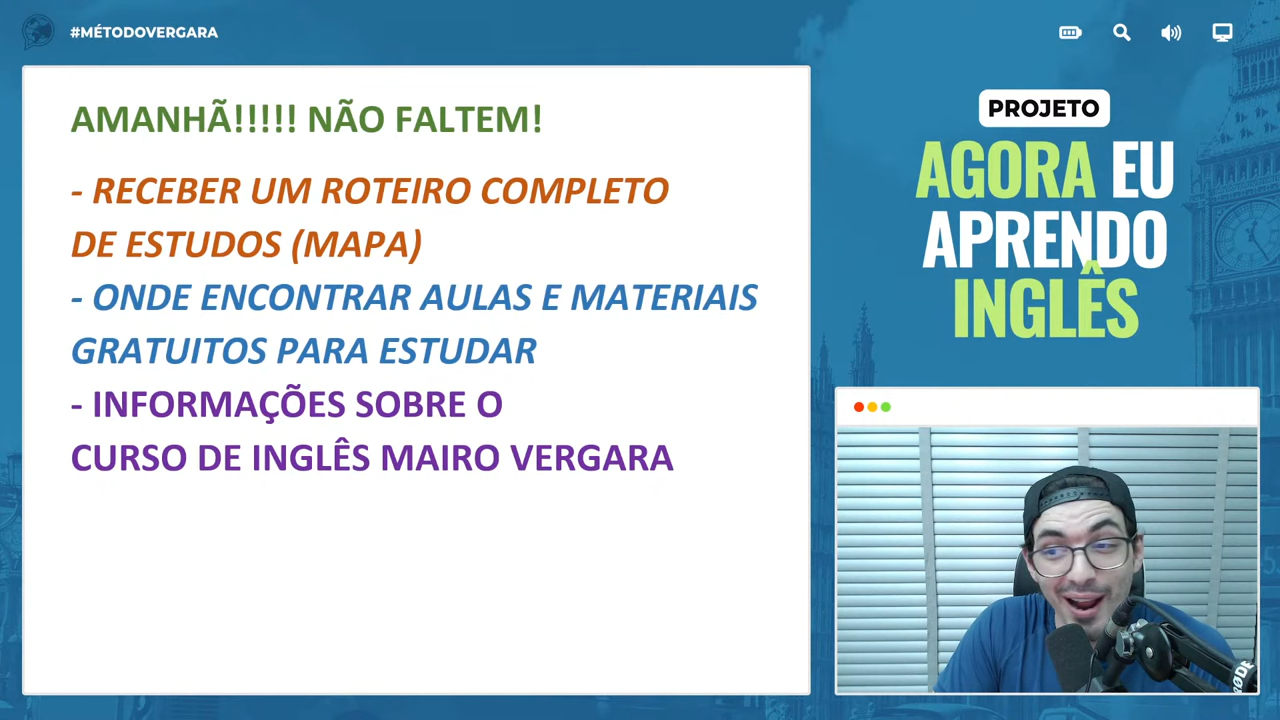 #MÉTODOVERGARA
AMANHÃ!!!!! NÃO FALTEM!
- RECEBER UM ROTEIRO COMPLETO
DE ESTUDOS (MAPA)
- ONDE ENCONTRAR AULAS E MATERIAIS
GRATUITOS PARA ESTUDAR
- INFORMAÇÕES SOBRE O
CURSO DE INGLÊS MAIRO VERGARA
PROJETO
AGORA EU
APRENDO
INGLÊS
RØDE